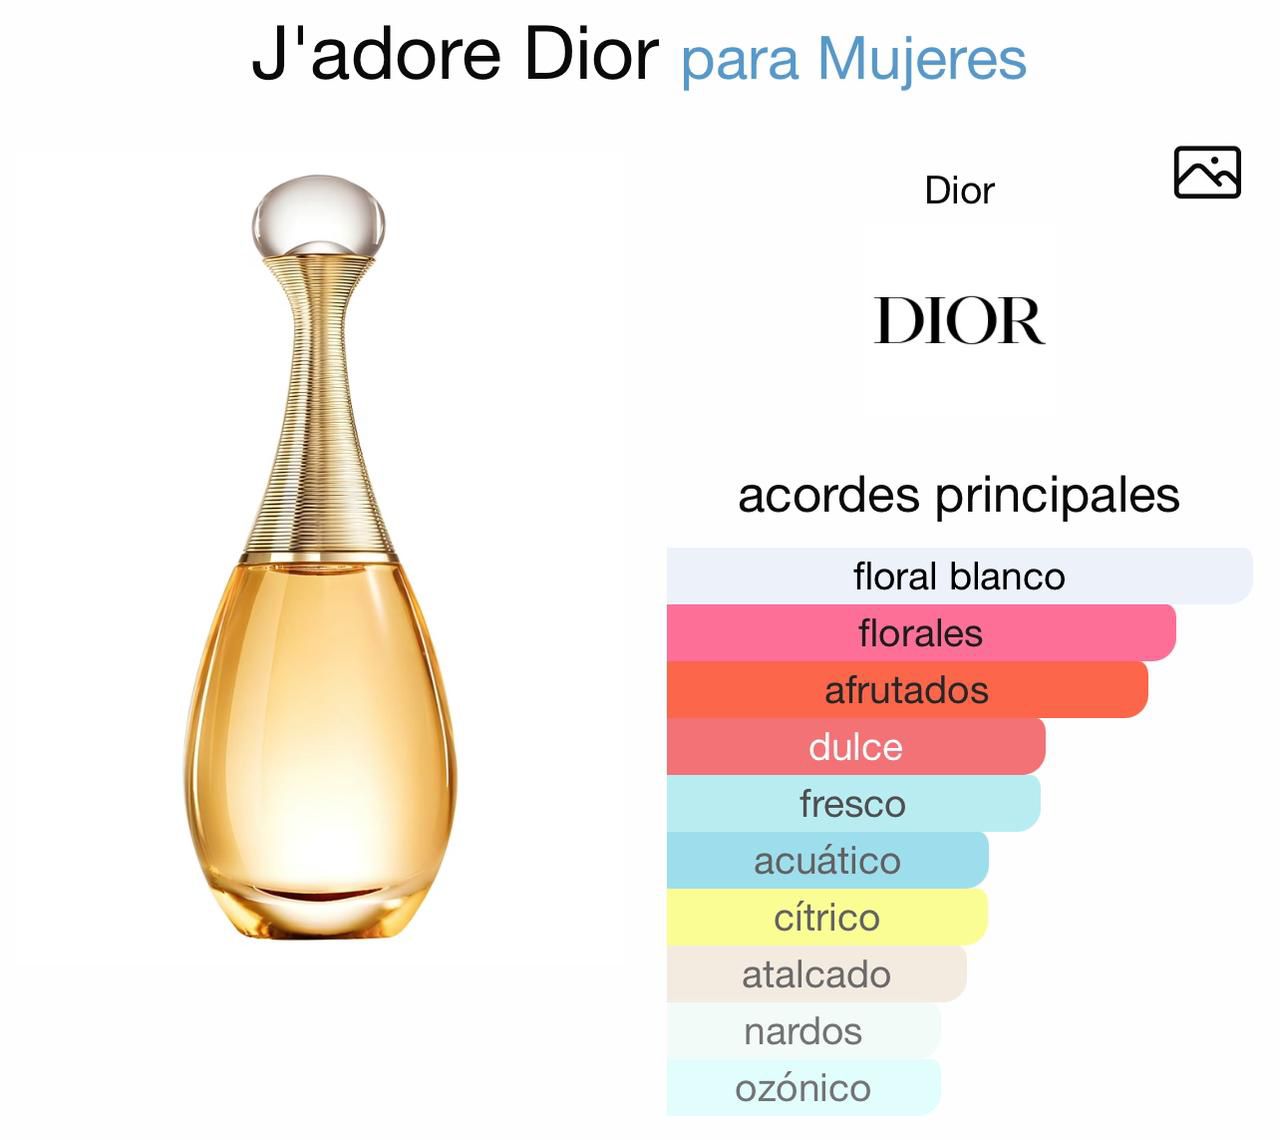 J'adore Dior para Mujeres
Dior
DIOR
acordes principales
floral blanco
florales
afrutados
dulce
fresco
acuático
cítrico
atalcado
nardos
ozónico